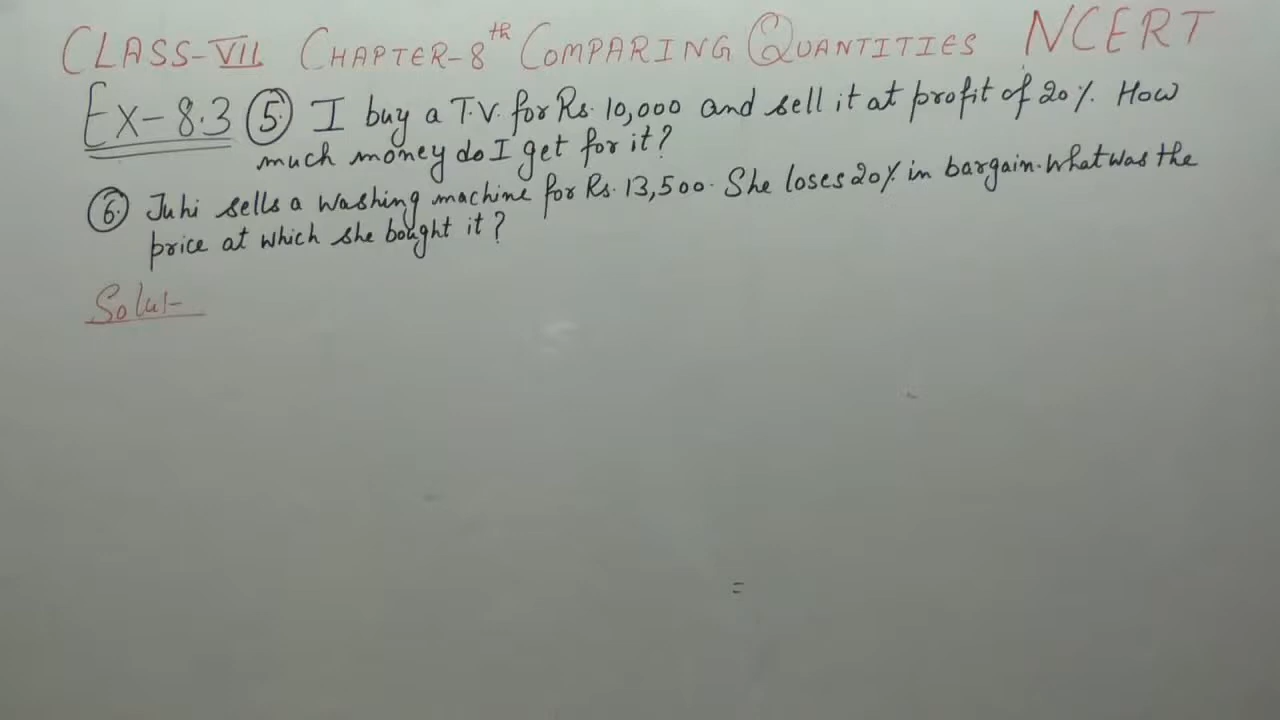 CLASS-VII CHAPTER-8th COMPARING QUANTITIES NCERT
Ex-8.3 (5.) I buy a T.V. for Rs. 10,000 and sell it at profit of 20%. How
much money do I get for it?
(6.) Juhi sells a washing machine for Rs. 13,500. She loses 20% in bargain. What was the
price at which she bought it?
Solu:-
=